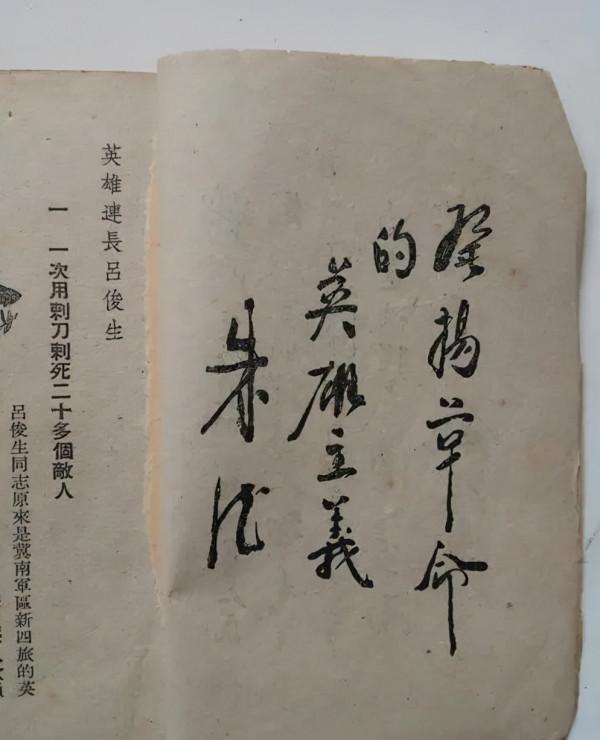 發揚革命
的
英雄主義
朱德
英雄連長呂俊生
一 一次用刺刀刺死二十多個敵人
呂俊生同志原來是冀南軍區新四旅的英